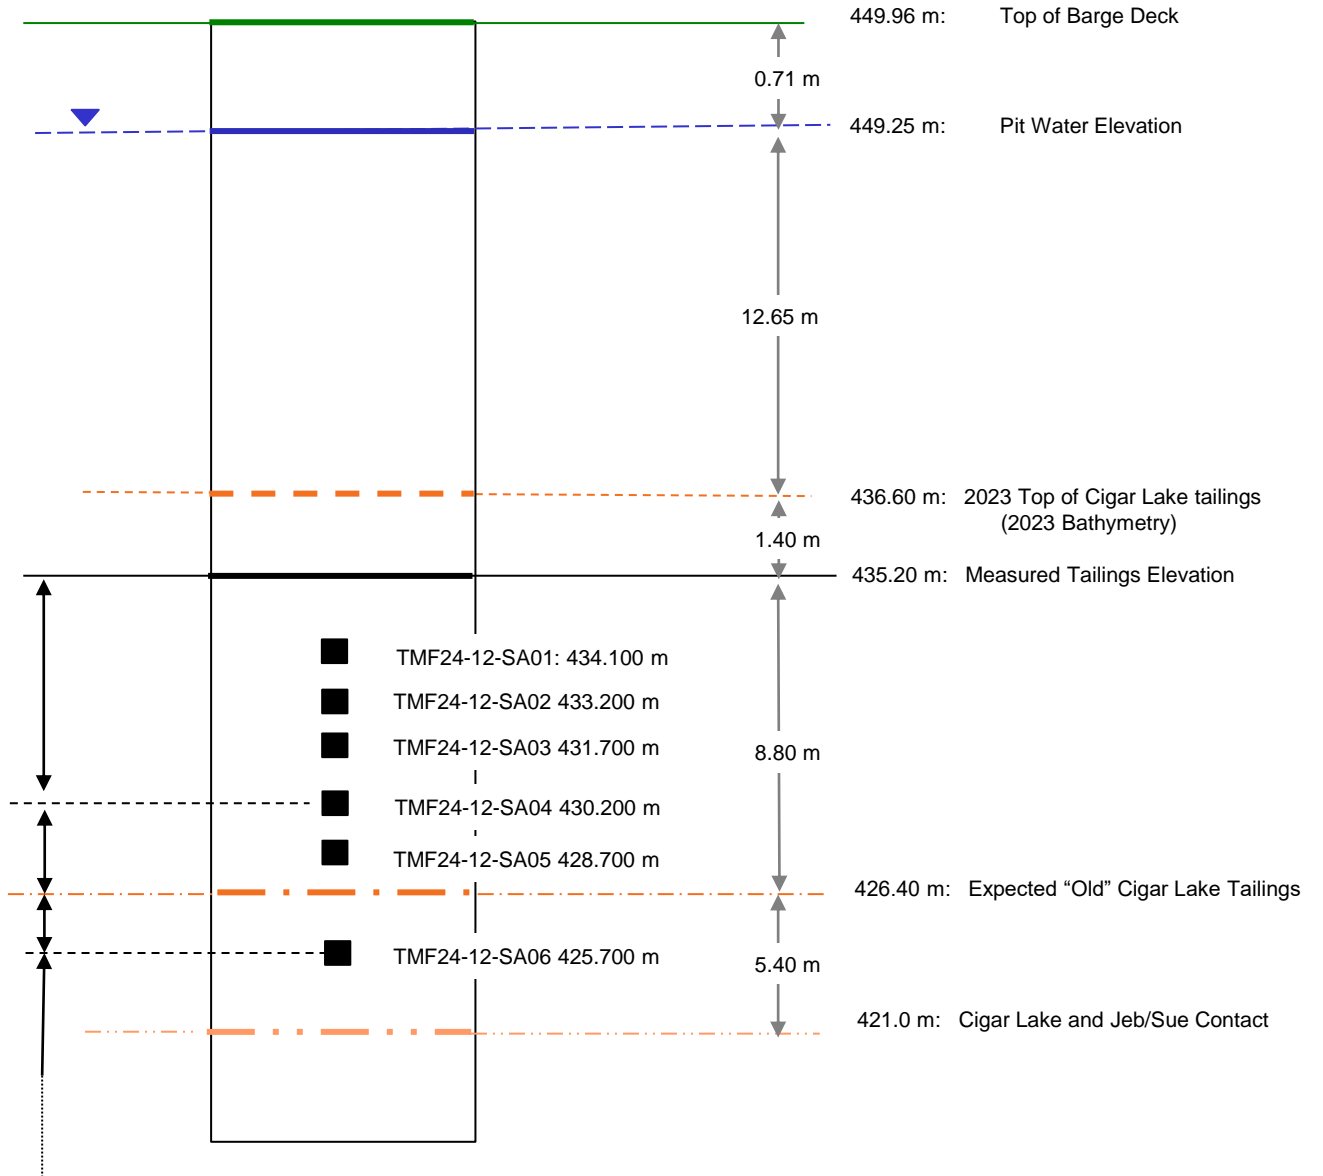 449.96 m: Top of Barge Deck
0.71 m
449.25 m: Pit Water Elevation
12.65 m
436.60 m: 2023 Top of Cigar Lake tailings
(2023 Bathymetry)
1.40 m
435.20 m: Measured Tailings Elevation
TMF24-12-SA01: 434.100 m
TMF24-12-SA02 433.200 m
TMF24-12-SA03 431.700 m
8.80 m
TMF24-12-SA04 430.200 m
TMF24-12-SA05 428.700 m
426.40 m: Expected “Old” Cigar Lake Tailings
TMF24-12-SA06 425.700 m
5.40 m
421.0 m: Cigar Lake and Jeb/Sue Contact